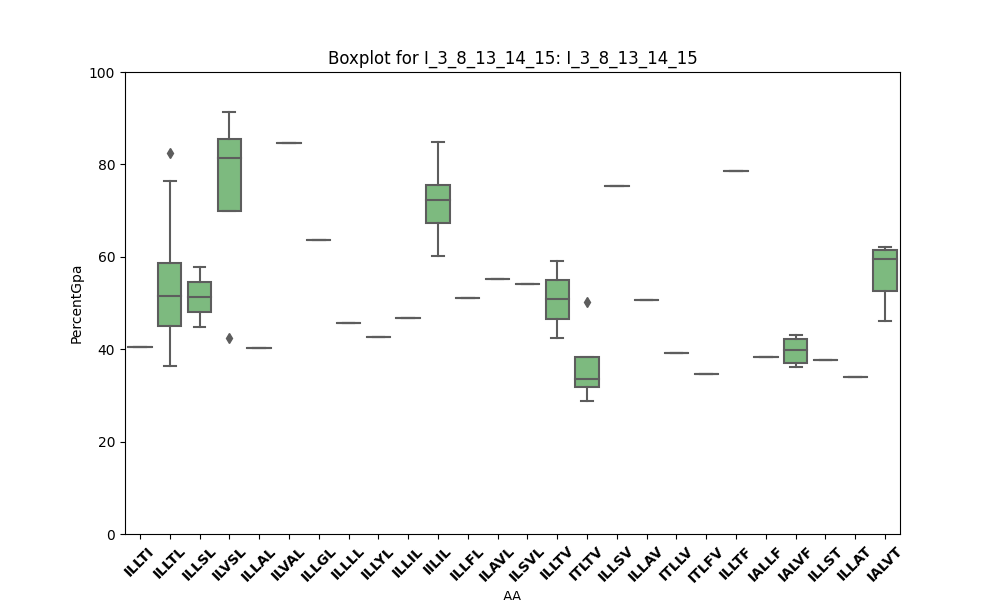 Boxplot for I_3_8_13_14_15: I_3_8_13_14_15
100
80
60
40
20
0
PercentGpa
ILLTI
ILLTL
ILLSL
ILVSL
ILLAL
ILVAL
ILLGL
ILLLL
ILLYL
ILLIL
IILIL
ILLFL
ILAVL
ILSVL
ILLTV
ITLTV
ILLSV
ILLAV
ITLLV
ITLFV
ILLTF
IALLF
IALVF
ILLST
ILLAT
IALVT
AA